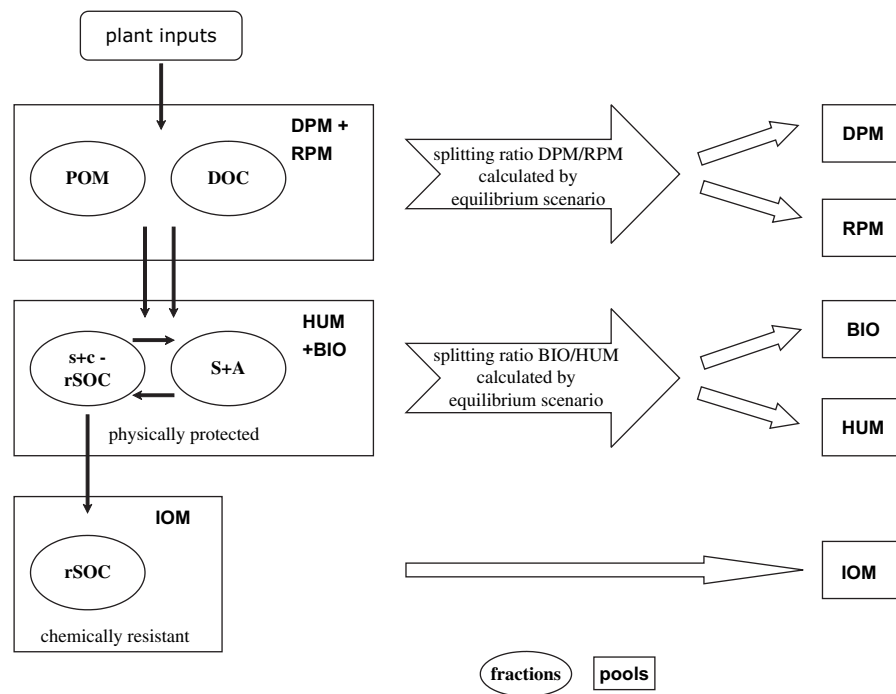 plant inputs
DPM +
RPM
POM
DOC
splitting ratio DPM/RPM
calculated by
equilibrium scenario
DPM
RPM
HUM
+BIO
s+c -
rSOC
S+A
physically protected
splitting ratio BIO/HUM
calculated by
equilibrium scenario
BIO
HUM
IOM
rSOC
chemically resistant
IOM
fractions
pools